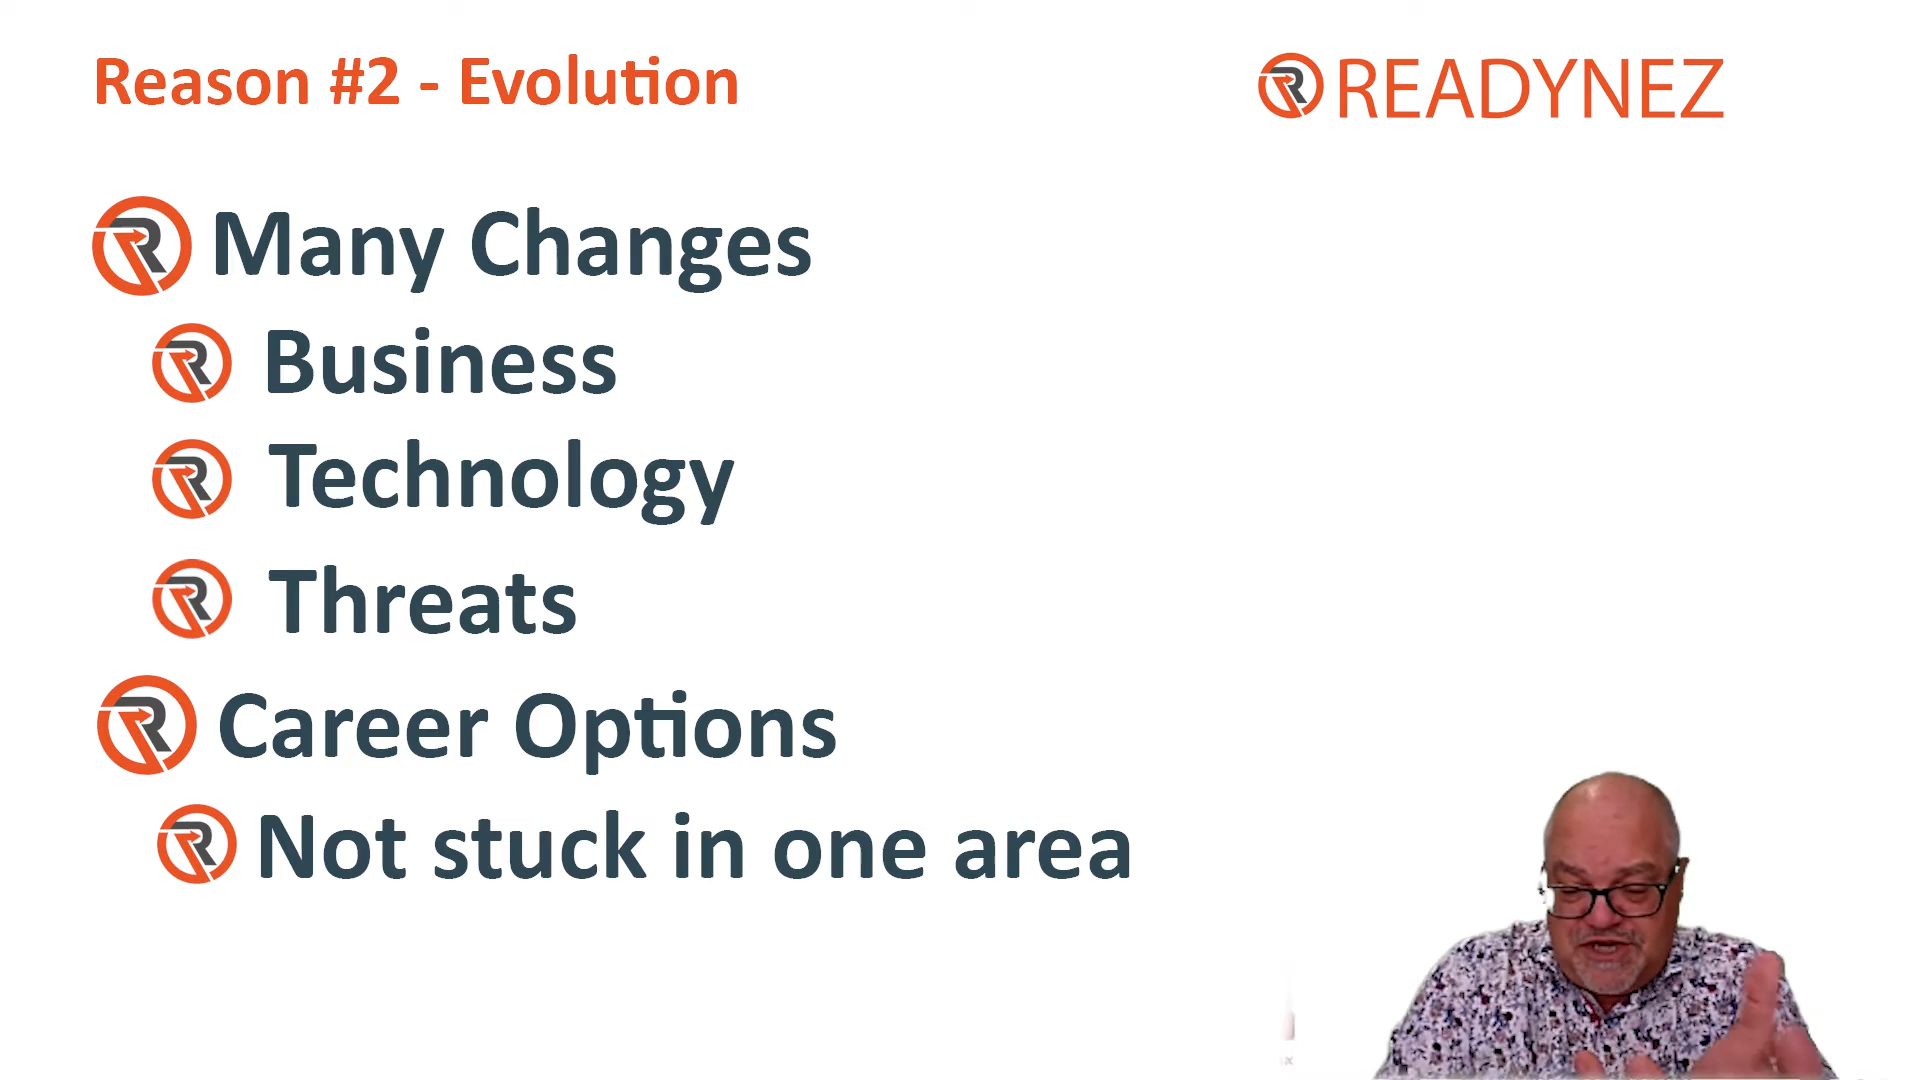 Reason #2 - Evolution
READYNEZ
Many Changes
Business
Technology
Threats
Career Options
Not stuck in one area